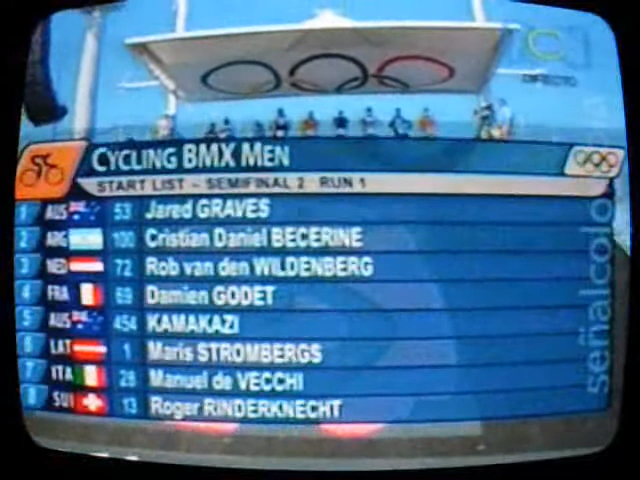 C
DIRECTO
CYCLING BMX MEN
START LIST - SEMIFINAL 2 RUN 1
1 AUS 53 Jared GRAVES
2 ARG 100 Cristian Daniel BECERINE
3 NED 72 Rob van den WILDENBERG
4 FRA 69 Damien GODET
5 AUS 454 KAMAKAZI
6 LAT 1 Maris STROMBERGS
7 ITA 28 Manuel de VECCHI
8 SUI 13 Roger RINDERKNECHT
señalcolo